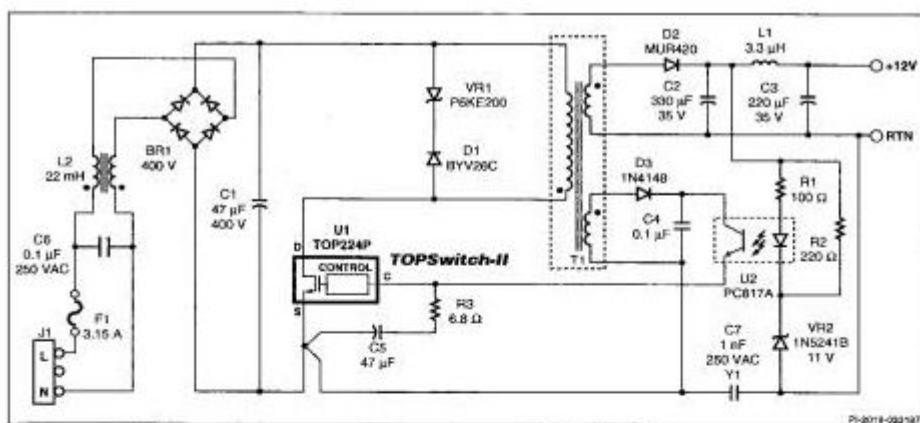 D2
MUR420
L1
3.3 µH
+12V
C2
330 µF
35 V
C3
220 µF
35 V
RTN
VR1
P6KE200
D1
BYV26C
BR1
400 V
L2
22 mH
C1
47 µF
400 V
D3
1N4148
C4
0.1 µF
T1
R1
100 Ω
R2
220 Ω
U2
PC817A
U1
TOP224P
TOPSwitch-II
D
CONTROL
C
S
C6
0.1 µF
250 VAC
F1
3.15 A
J1
L
N
R3
6.8 Ω
C5
47 µF
C7
1 nF
250 VAC
Y1
VR2
1N5241B
11 V